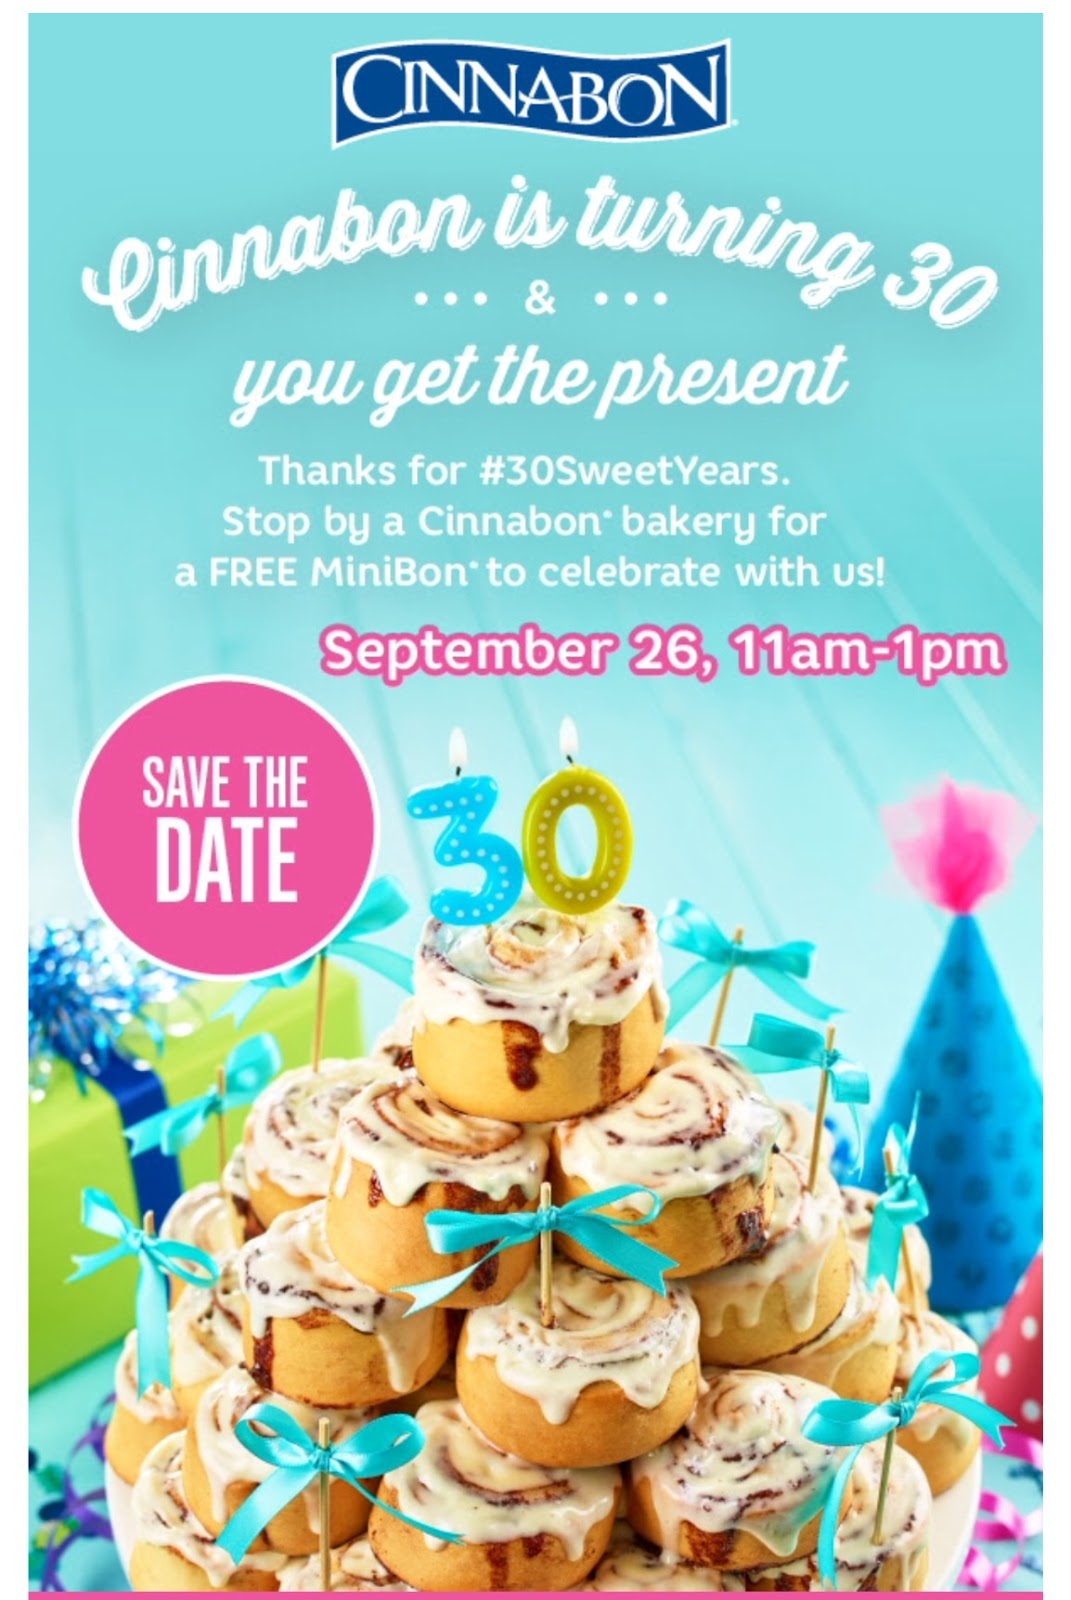 CINNABON
Cinnabon is turning 30
... & ...
you get the present
Thanks for #30SweetYears.
Stop by a Cinnabon® bakery for
a FREE MiniBon® to celebrate with us!
September 26, 11am-1pm
SAVE THE
DATE
30